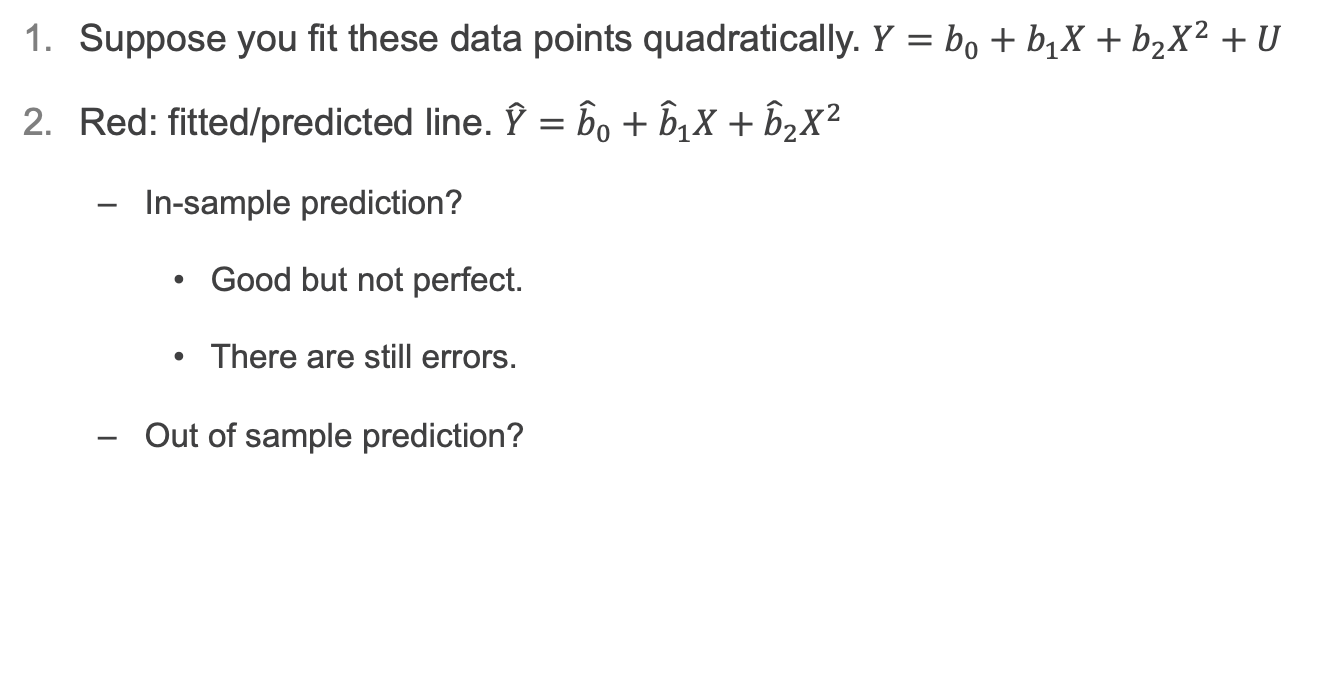 1. Suppose you fit these data points quadratically. Y = b₀ + b₁X + b₂X² + U
2. Red: fitted/predicted line. Ŷ = b̂₀ + b̂₁X + b̂₂X²
– In-sample prediction?
• Good but not perfect.
• There are still errors.
– Out of sample prediction?